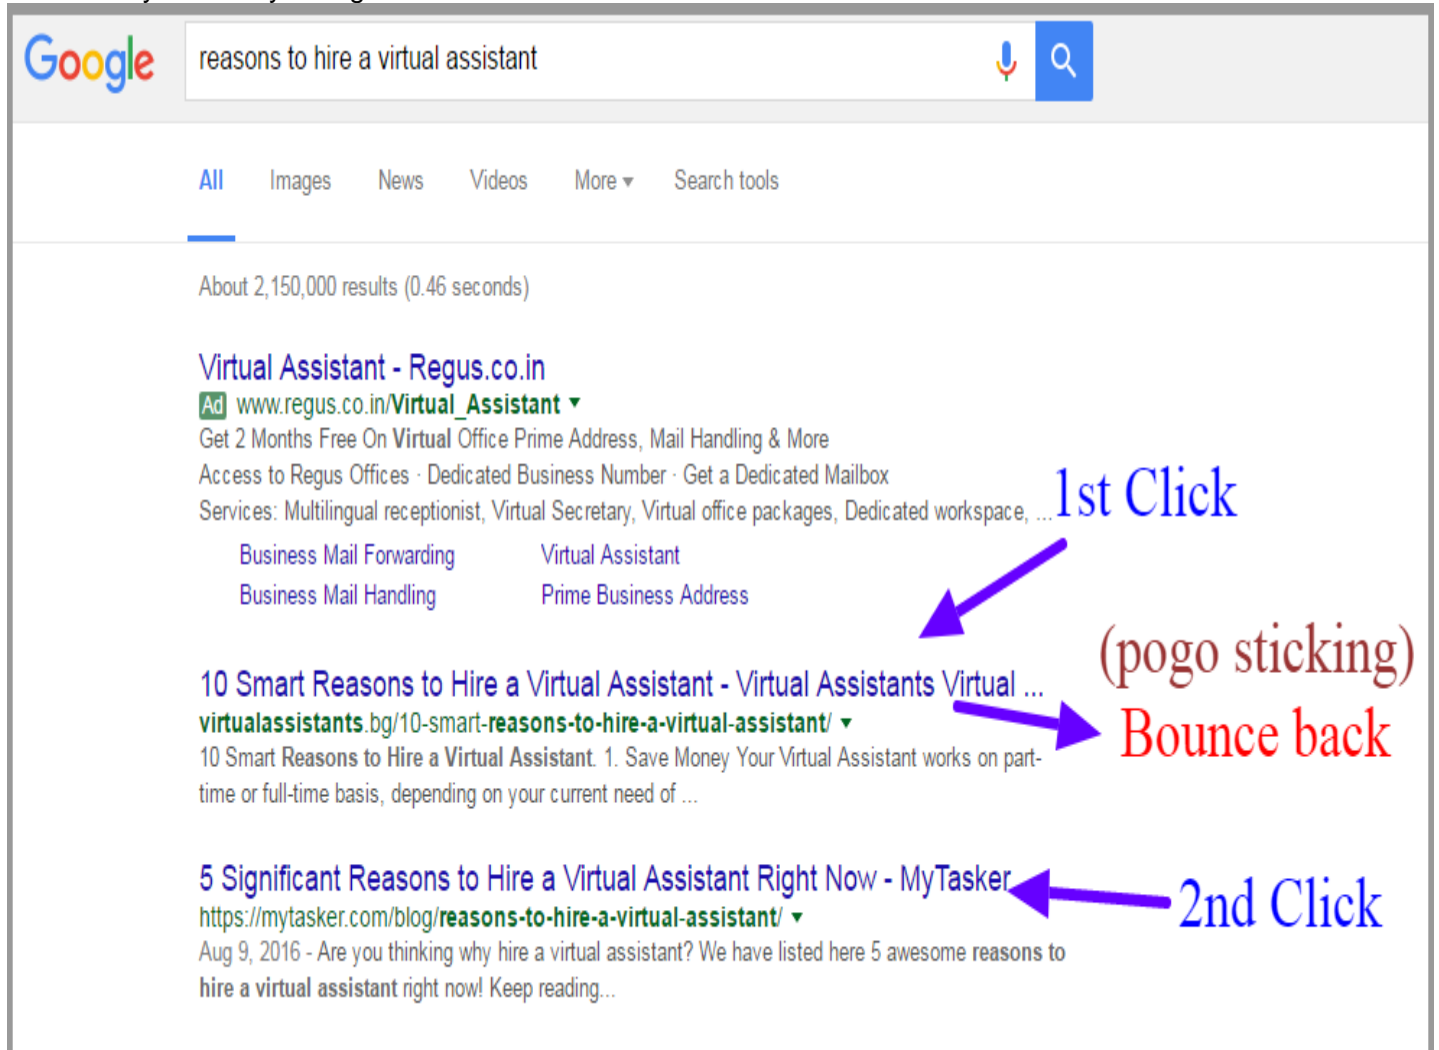 Google
reasons to hire a virtual assistant
All Images News Videos More ▾ Search tools
About 2,150,000 results (0.46 seconds)
Virtual Assistant - Regus.co.in
Ad www.regus.co.in/Virtual_Assistant ▾
Get 2 Months Free On Virtual Office Prime Address, Mail Handling & More
Access to Regus Offices · Dedicated Business Number · Get a Dedicated Mailbox
Services: Multilingual receptionist, Virtual Secretary, Virtual office packages, Dedicated workspace, ...
1st Click
Business Mail Forwarding Virtual Assistant
Business Mail Handling Prime Business Address
(pogo sticking)
10 Smart Reasons to Hire a Virtual Assistant - Virtual Assistants Virtual ...
virtualassistants.bg/10-smart-reasons-to-hire-a-virtual-assistant/ ▾
Bounce back
10 Smart Reasons to Hire a Virtual Assistant. 1. Save Money Your Virtual Assistant works on part-
time or full-time basis, depending on your current need of ...
5 Significant Reasons to Hire a Virtual Assistant Right Now - MyTasker
2nd Click
https://mytasker.com/blog/reasons-to-hire-a-virtual-assistant/ ▾
Aug 9, 2016 - Are you thinking why hire a virtual assistant? We have listed here 5 awesome reasons to
hire a virtual assistant right now! Keep reading...